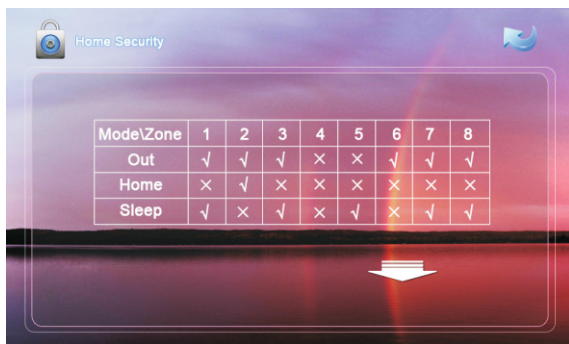 Home Security
Mode\Zone 1 2 3 4 5 6 7 8
Out √ √ √ × × √ √ √
Home × √ × × × × × ×
Sleep √ × √ × √ × √ √